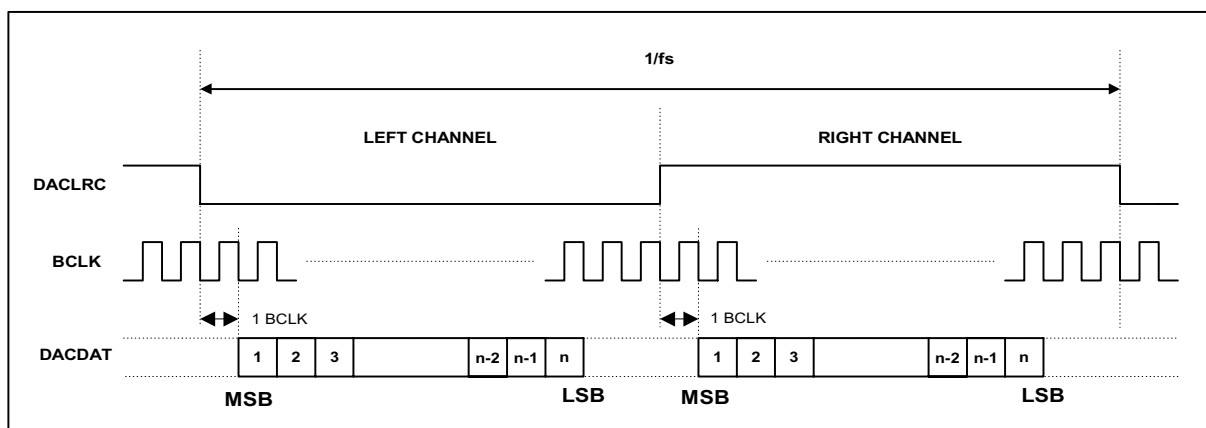 1/fs
LEFT CHANNEL RIGHT CHANNEL
DACLRC
BCLK
1 BCLK 1 BCLK
DACDAT 1 2 3 n-2 n-1 n 1 2 3 n-2 n-1 n
MSB LSB MSB LSB